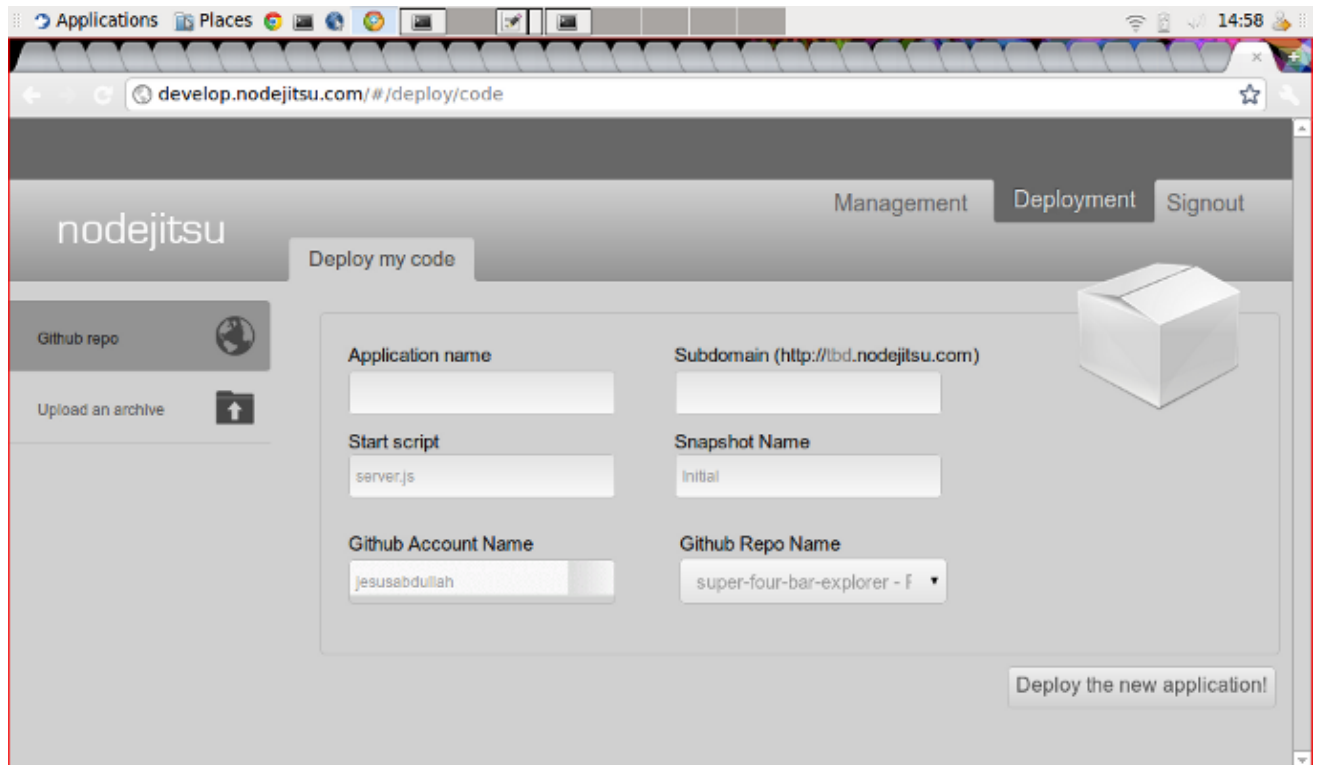 Applications Places 14:58
develop.nodejitsu.com/#/deploy/code
nodejitsu
Management Deployment Signout
Deploy my code
Github repo
Upload an archive
Application name
Subdomain (http://tbd.nodejitsu.com)
Start script
server.js
Snapshot Name
Initial
Github Account Name
jesusabdullah
Github Repo Name
super-four-bar-explorer - F
Deploy the new application!